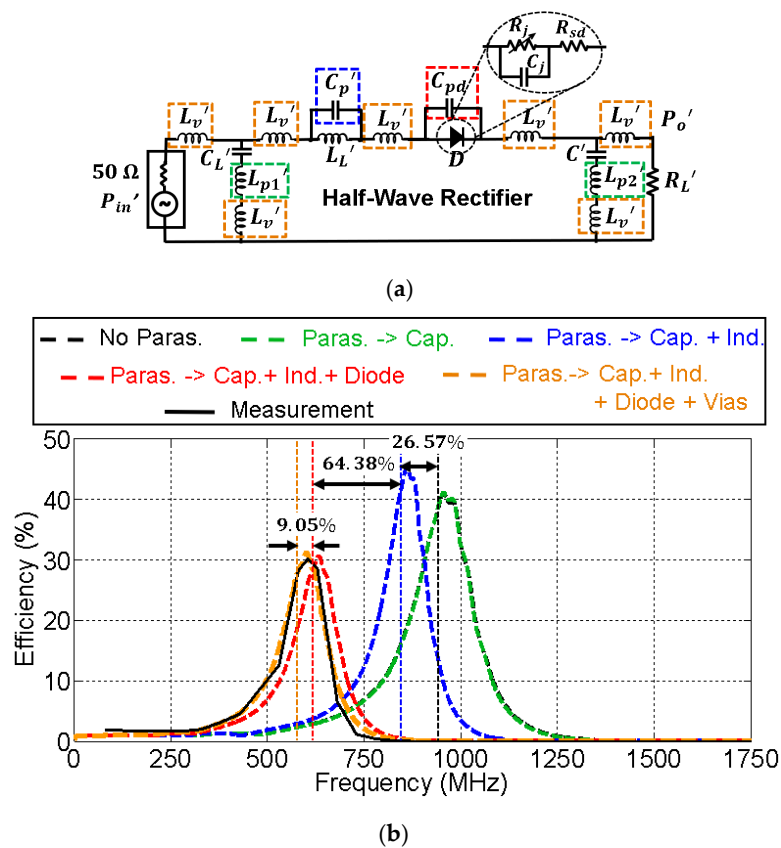 R_j
R_sd
C_j
C_p'
C_pd
L_v' L_v' L_v' L_v' L_v' P_o'
C_L' L_L' D C'
50 Ω
P_in'
L_p1' L_p2' R_L'
Half-Wave Rectifier
L_v' L_v'
(a)
No Paras. Paras. -> Cap. Paras. -> Cap. + Ind.
Paras. -> Cap.+ Ind.+ Diode Paras.-> Cap.+ Ind.
+ Diode + Vias
Measurement
50
26.57%
64.38%
40
9.05%
30
20
10
0
Efficiency (%)
0 250 500 750 1000 1250 1500 1750
Frequency (MHz)
(b)